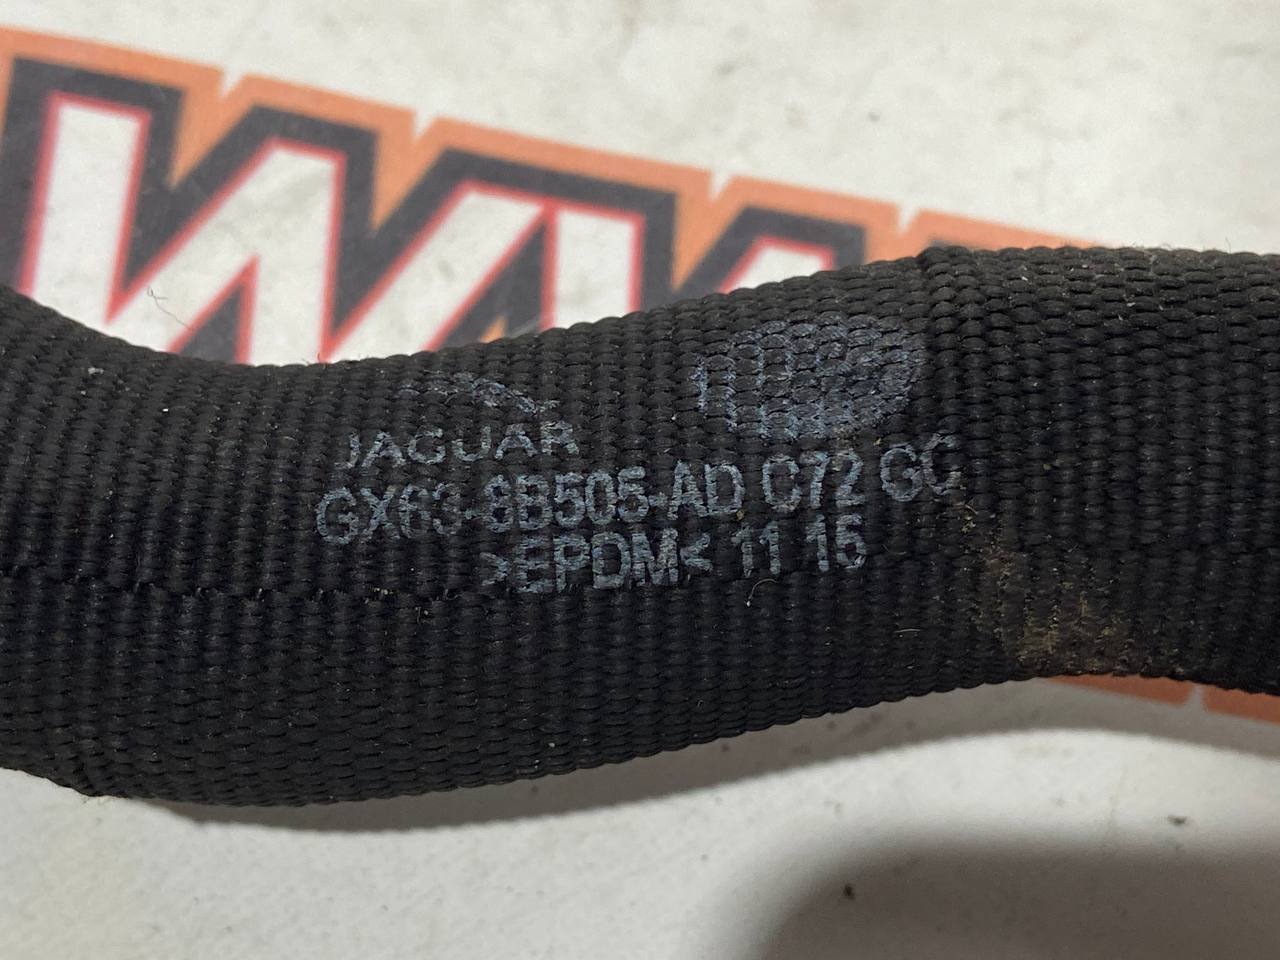 JAGUAR
GX63-8B505-AD C72 GC
>EPDM< 11 15